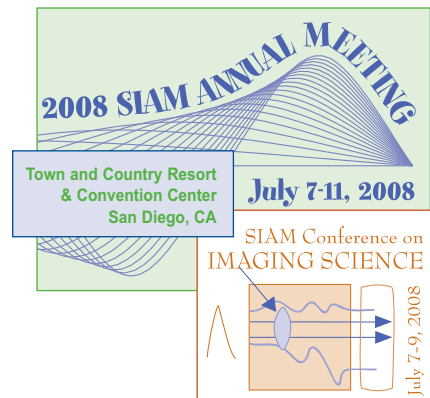 2008 SIAM ANNUAL MEETING
Town and Country Resort
& Convention Center
San Diego, CA
July 7-11, 2008
SIAM Conference on
IMAGING SCIENCE
July 7-9, 2008